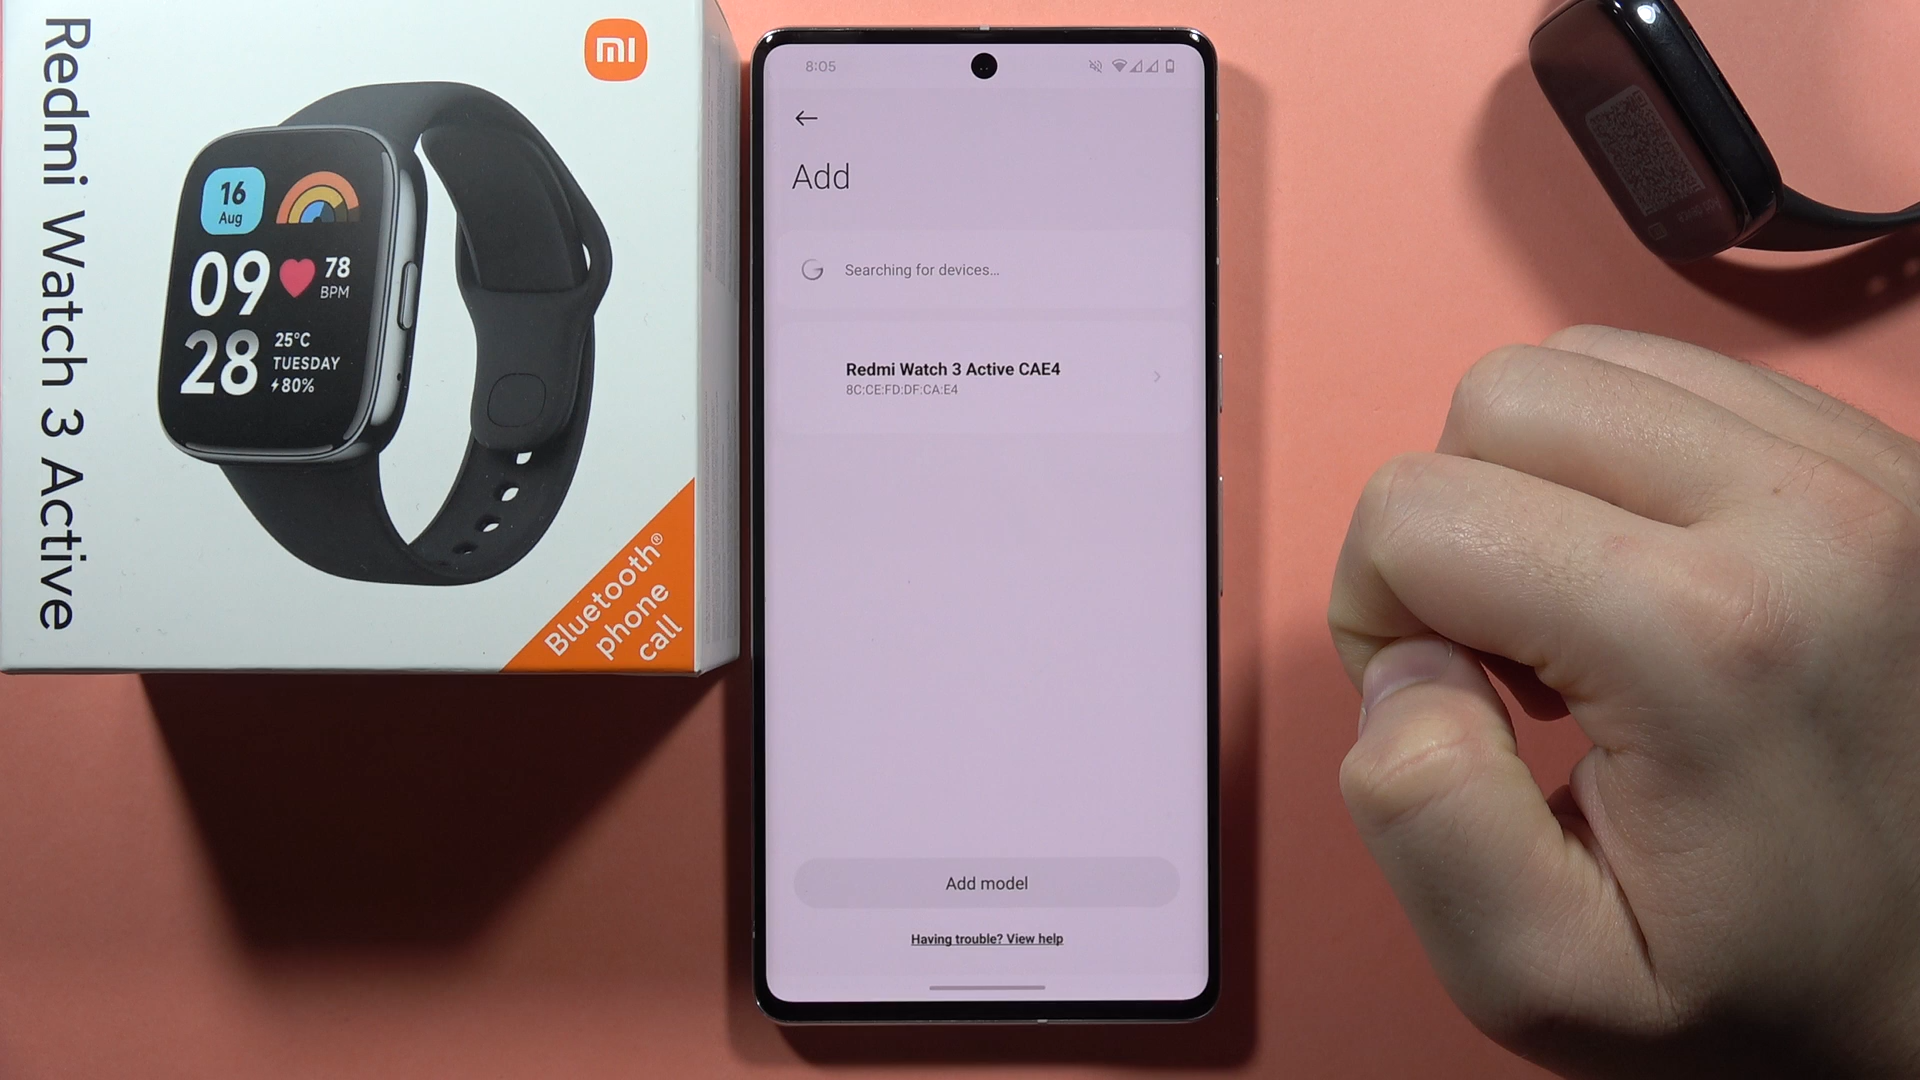 Redmi Watch 3 Active
mi
16
Aug
09
78
BPM
28
25°C
TUESDAY
80%
Bluetooth®
phone
call
8:05
Add
Searching for devices...
Redmi Watch 3 Active CAE4
8C:CE:FD:DF:CA:E4
Add model
Having trouble? View help